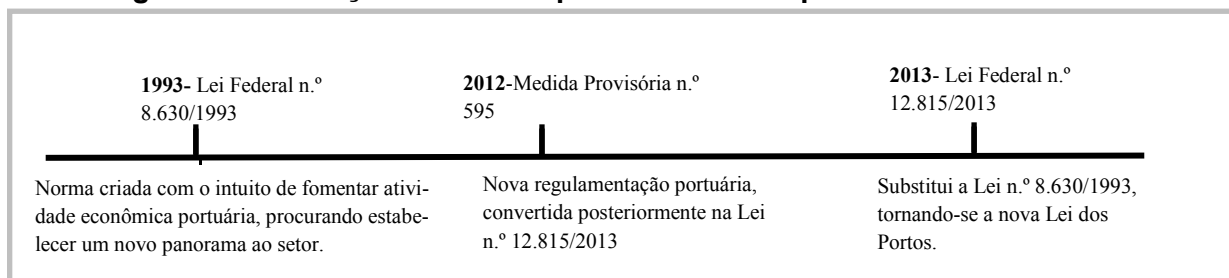 1993- Lei Federal n.º
8.630/1993
2012-Medida Provisória n.º
595
2013- Lei Federal n.º
12.815/2013
Norma criada com o intuito de fomentar ativi-
dade econômica portuária, procurando estabe-
lecer um novo panorama ao setor.
Nova regulamentação portuária,
convertida posteriormente na Lei
n.º 12.815/2013
Substitui a Lei n.º 8.630/1993,
tornando-se a nova Lei dos
Portos.